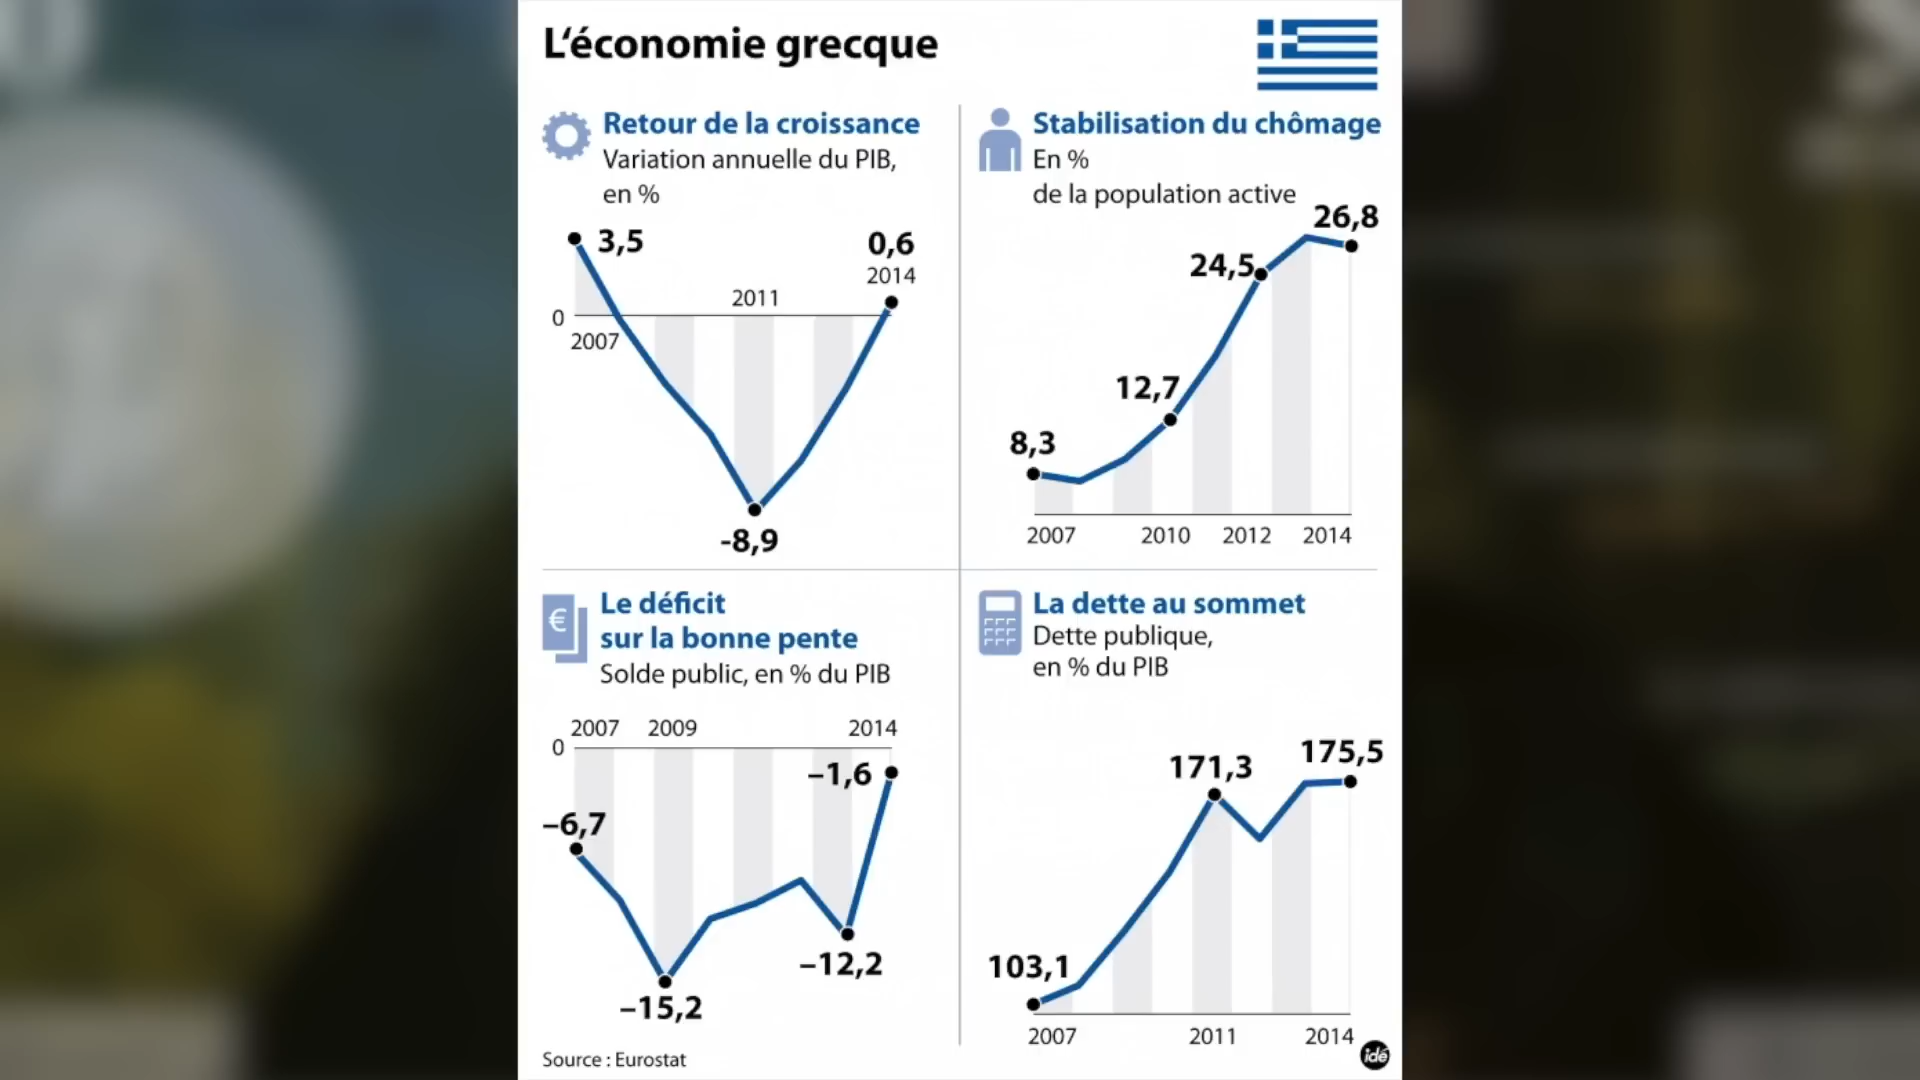 L‘économie grecque
Retour de la croissance
Variation annuelle du PIB,
en %
3,5
0,6
2014
2011
0
2007
-8,9
Stabilisation du chômage
En %
de la population active
26,8
24,5
12,7
8,3
2007 2010 2012 2014
€
Le déficit
sur la bonne pente
Solde public, en % du PIB
2007 2009 2014
0
–1,6
–6,7
–12,2
–15,2
La dette au sommet
Dette publique,
en % du PIB
175,5
171,3
103,1
2007 2011 2014
Source : Eurostat
idé